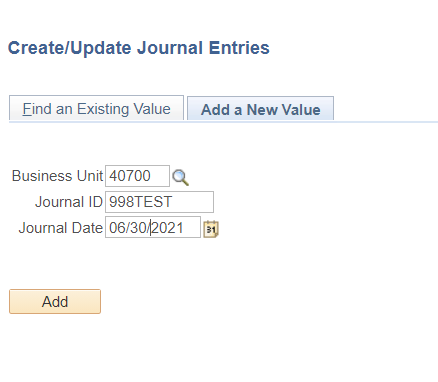 Create/Update Journal Entries
Find an Existing Value Add a New Value
Business Unit 40700
Journal ID 998TEST
Journal Date 06/30/2021 31
Add